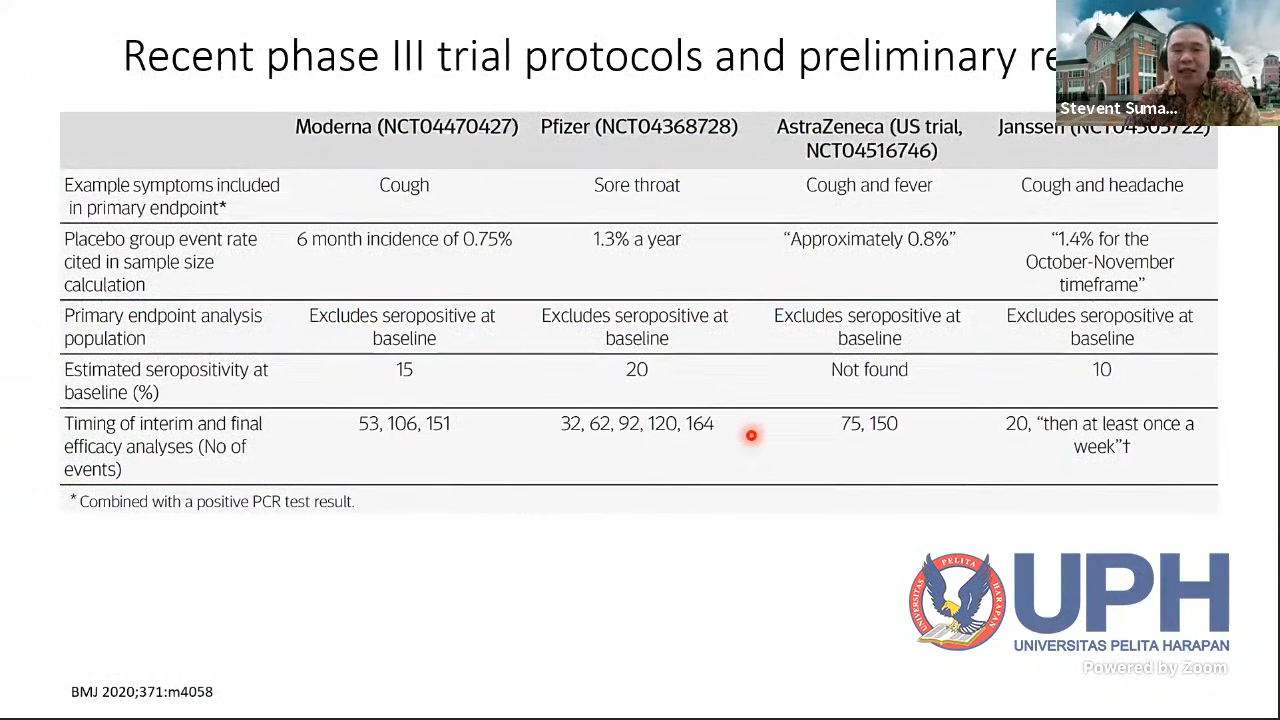 Recent phase III trial protocols and preliminary
Stevent Suma...
Moderna (NCT04470427) Pfizer (NCT04368728) AstraZeneca (US trial, Janssen
NCT04516746)
Example symptoms included Cough Sore throat Cough and fever Cough and headache
in primary endpoint*
Placebo group event rate 6 month incidence of 0.75% 1.3% a year “Approximately 0.8%” “1.4% for the
cited in sample size October-November
calculation timeframe”
Primary endpoint analysis Excludes seropositive at Excludes seropositive at Excludes seropositive at Excludes seropositive at
population baseline baseline baseline baseline
Estimated seropositivity at 15 20 Not found 10
baseline (%)
Timing of interim and final 53, 106, 151 32, 62, 92, 120, 164 75, 150 20, “then at least once a
efficacy analyses (No of week”†
events)
* Combined with a positive PCR test result.
UNIVERSITAS PELITA HARAPAN
UPH
UNIVERSITAS PELITA HARAPAN
Powered by Zoom
BMJ 2020;371:m4058